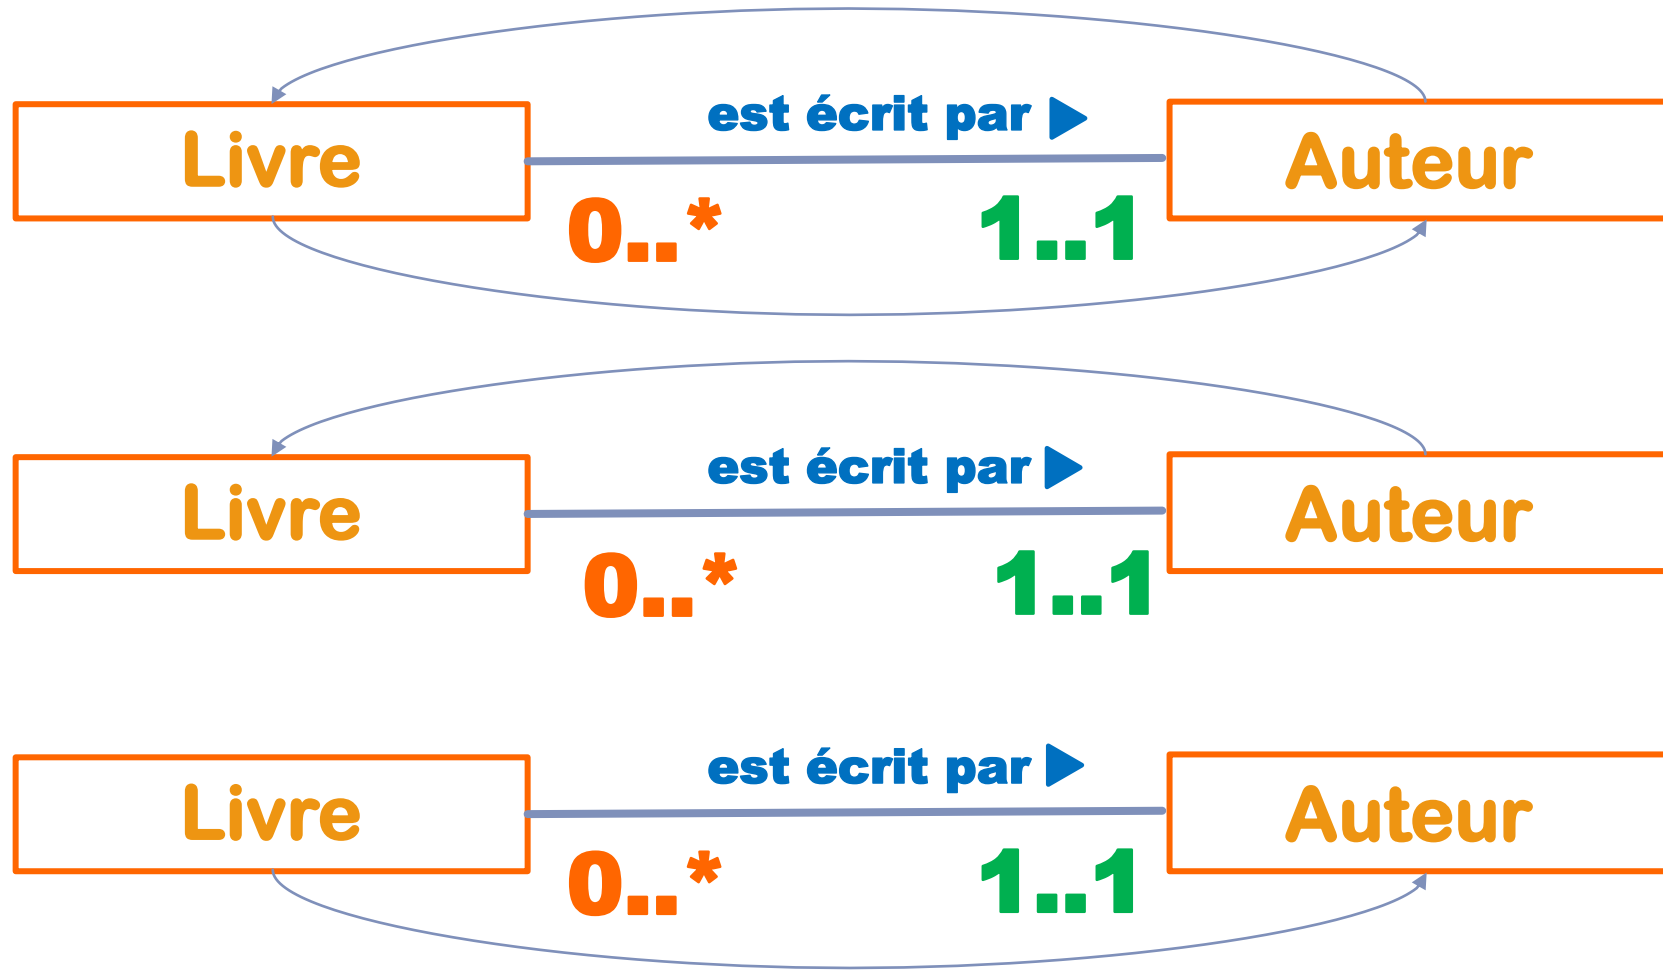 est écrit par
Livre
Auteur
0..*
1..1
est écrit par
Livre
Auteur
0..*
1..1
est écrit par
Livre
Auteur
0..*
1..1